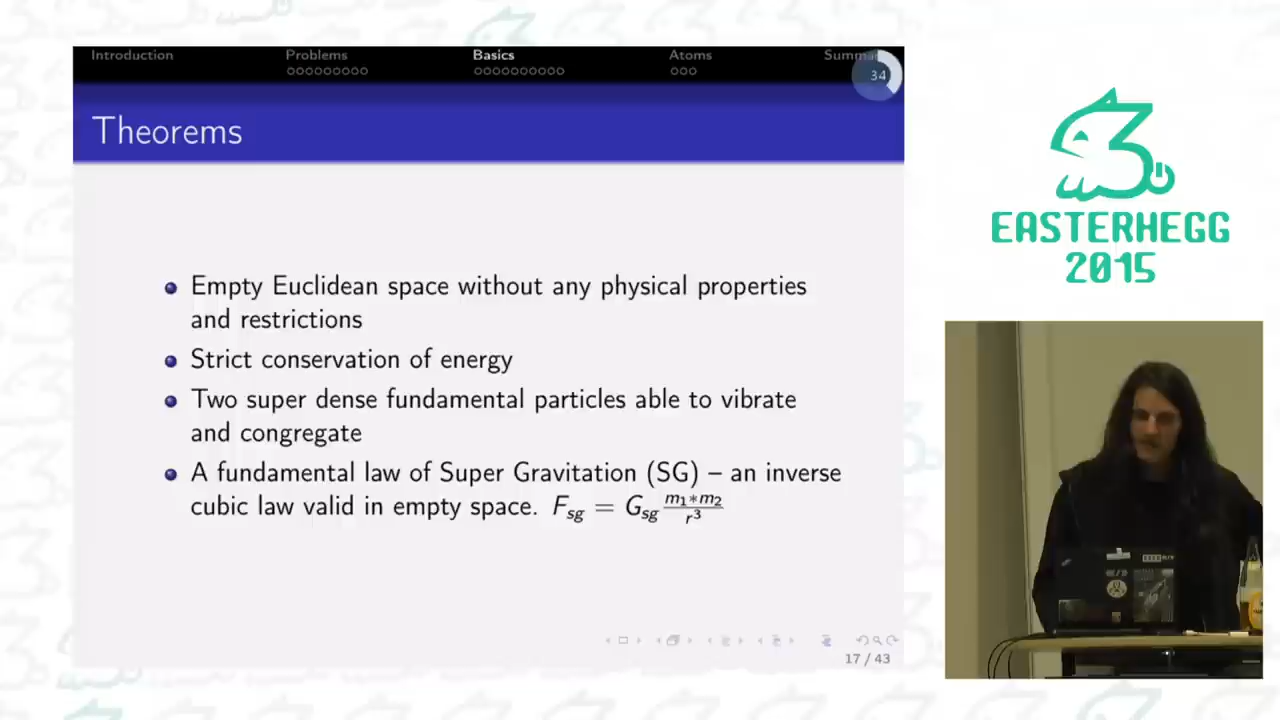 Introduction
Problems
Basics
Atoms
Summa
34
Theorems
Empty Euclidean space without any physical properties
and restrictions
Strict conservation of energy
Two super dense fundamental particles able to vibrate
and congregate
A fundamental law of Super Gravitation (SG) – an inverse
cubic law valid in empty space. F_sg = G_sg m_1*m_2/r^3
17 / 43
EASTERHEGG
2015